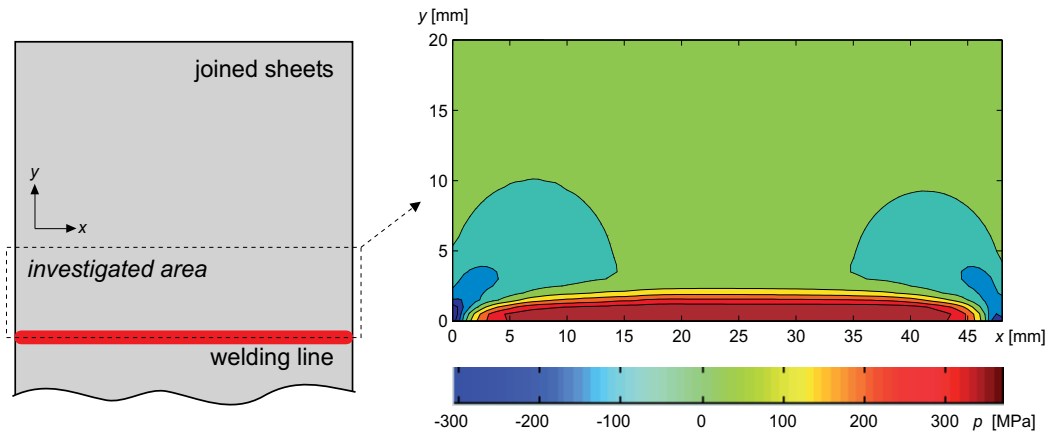 joined sheets
y
x
investigated area
welding line
y [mm]
20
15
10
5
0
0 5 10 15 20 25 30 35 40 45 x [mm]
-300 -200 -100 0 100 200 300 p [MPa]